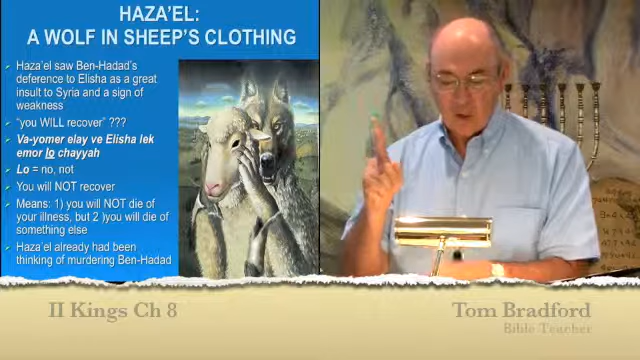 HAZA'EL:
A WOLF IN SHEEP'S CLOTHING
Haza'el saw Ben-Hadad's
deference to Elisha as a great
insult to Syria and a sign of
weakness
"you WILL recover" ???
Va-yomer elay ve Elisha lek
emor lo chayyah
Lo = no, not
You will NOT recover
Means: 1) you will NOT die of
your illness, but 2 )you will die of
something else
Haza'el already had been
thinking of murdering Ben-Hadad
II Kings Ch 8
Tom Bradford
Bible Teacher